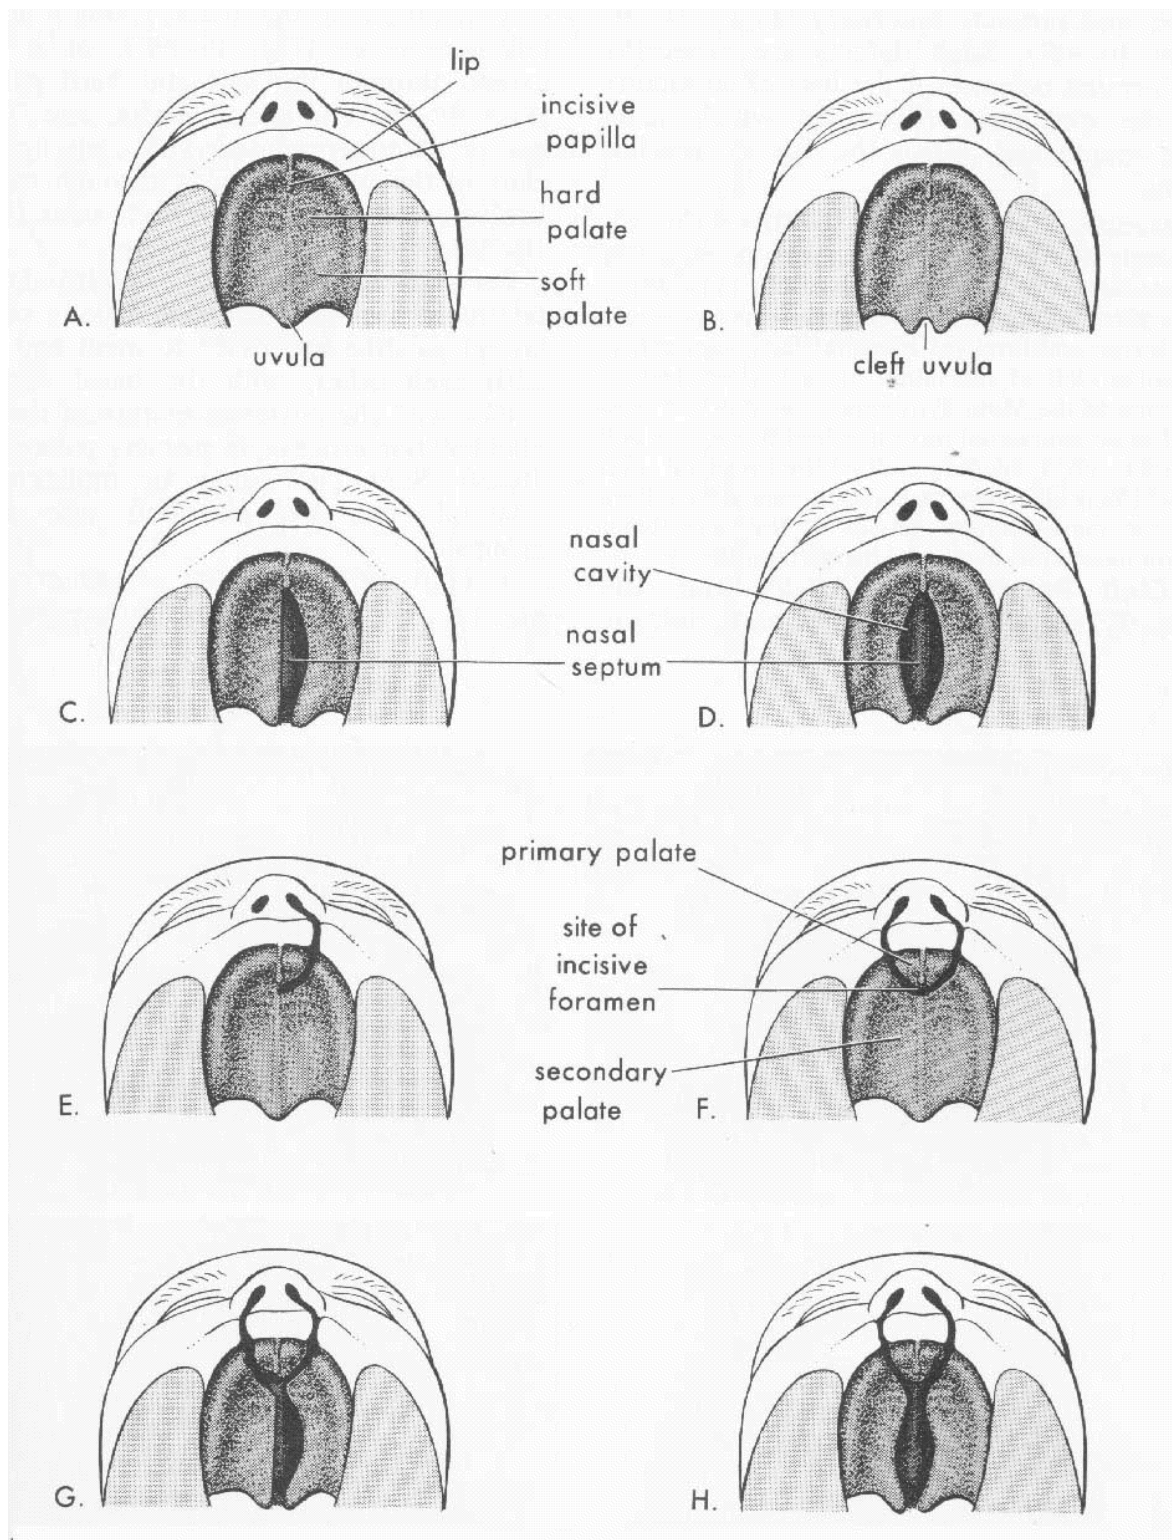 lip
incisive
papilla
hard
palate
soft
palate
A.
uvula
B.
cleft uvula
nasal
cavity
nasal
septum
C.
D.
primary palate
site of
incisive
foramen
secondary
palate
E.
F.
G.
H.